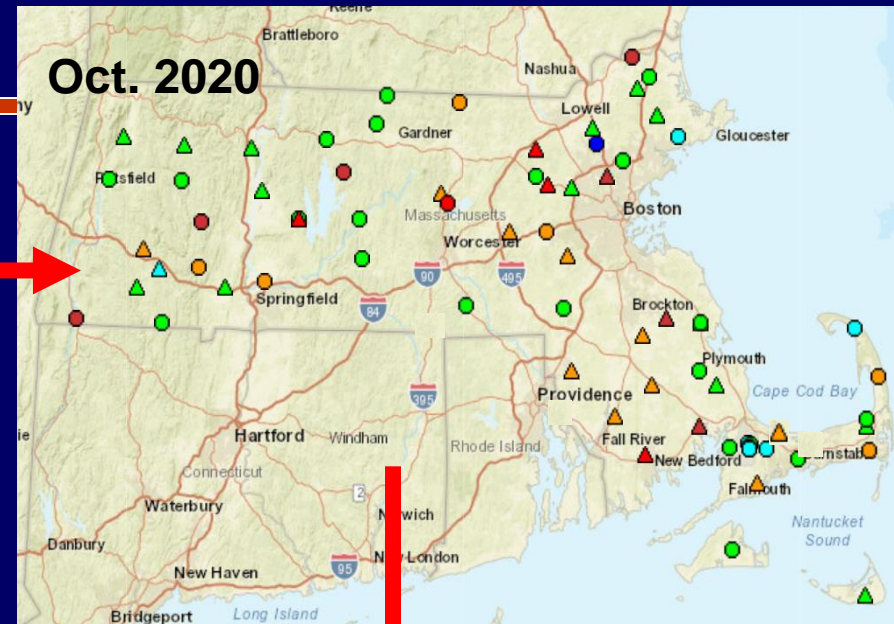 Keene
Brattleboro
Oct. 2020
Nashua
Lowell
Gardner
Gloucester
Pittsfield
Massachusetts
Boston
Worcester
90
495
Springfield
84
Brockton
Plymouth
Cape Cod Bay
395
Providence
Hartford
Windham
Rhode Island
Fall River
New Bedford
Barnstable
Connecticut
2
Falmouth
Waterbury
Norwich
Nantucket
Sound
Danbury
New London
95
New Haven
Bridgeport
Long Island